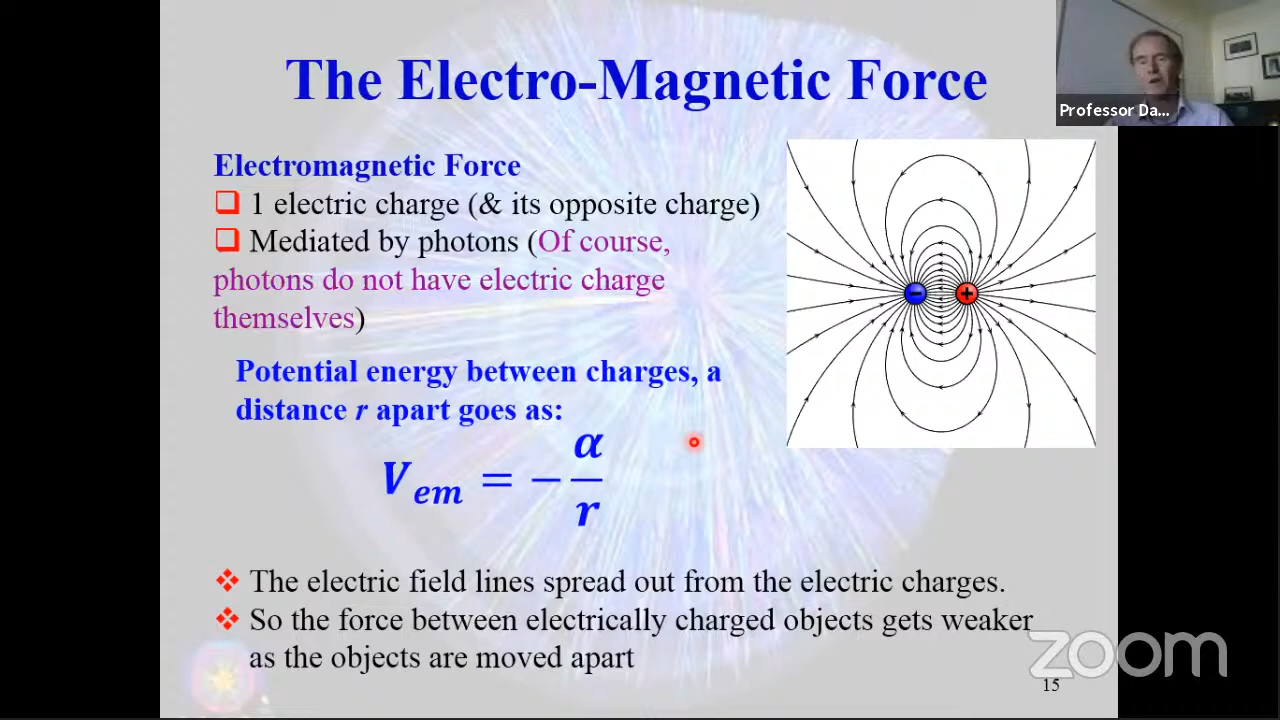 The Electro-Magnetic Force
Professor Da...
Electromagnetic Force
❑ 1 electric charge (& its opposite charge)
❑ Mediated by photons (Of course,
photons do not have electric charge
themselves)
− +
Potential energy between charges, a
distance r apart goes as:
V_em = − α/r
❖ The electric field lines spread out from the electric charges.
❖ So the force between electrically charged objects gets weaker
as the objects are moved apart
zoom
15